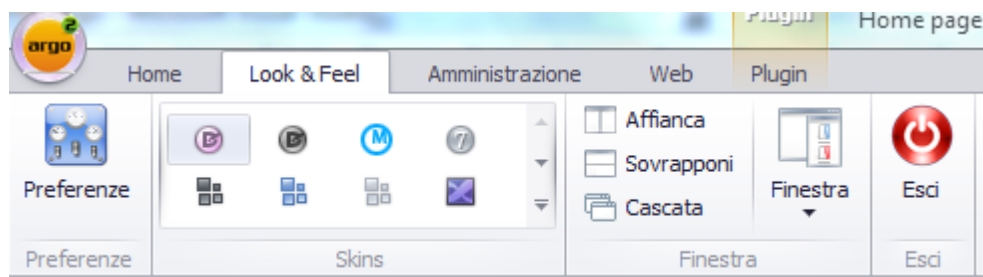 Plugin Home page
argo 2
Home Look & Feel Amministrazione Web Plugin
Affianca
Sovrapponi
Preferenze Finestra Esci
Cascata
Preferenze Skins Finestra Esci